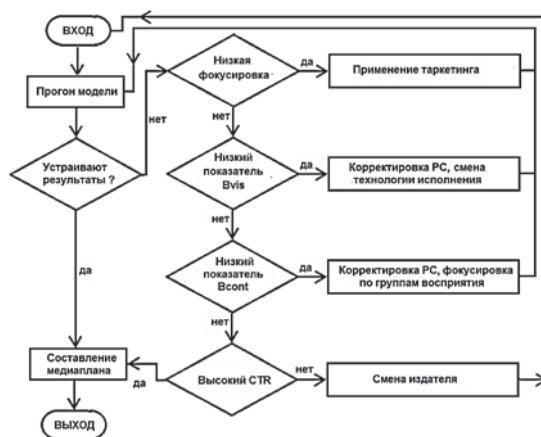 ВХОД
Прогон модели
Устраивают
результаты ?
нет
да
Составление
медиаплана
ВЫХОД
Низкая
фокусировка
да
Применение таркетинга
нет
Низкий
показатель
Bvis
да
Корректировка РС, смена
технологии исполнения
нет
Низкий
показатель
Bcont
да
Корректировка РС, фокусировка
по группам восприятия
нет
Высокий CTR
да
нет
Смена издателя